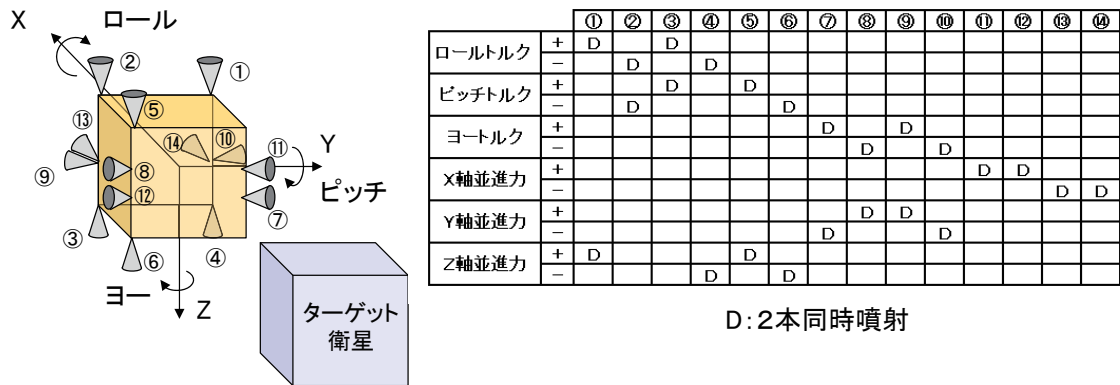 X
ロール
②
①
⑤
⑬
⑭
⑩
⑪
Y
⑧
⑨
⑫
ピッチ
⑦
③
④
⑥
ヨー
Z
ターゲット
衛星
① ② ③ ④ ⑤ ⑥ ⑦ ⑧ ⑨ ⑩ ⑪ ⑫ ⑬ ⑭
ロールトルク + D D
− D D
ピッチトルク + D D
− D D
ヨートルク + D D
− D D
X軸並進力 + D D
− D D
Y軸並進力 + D D
− D D
Z軸並進力 + D D
− D D
D:2本同時噴射